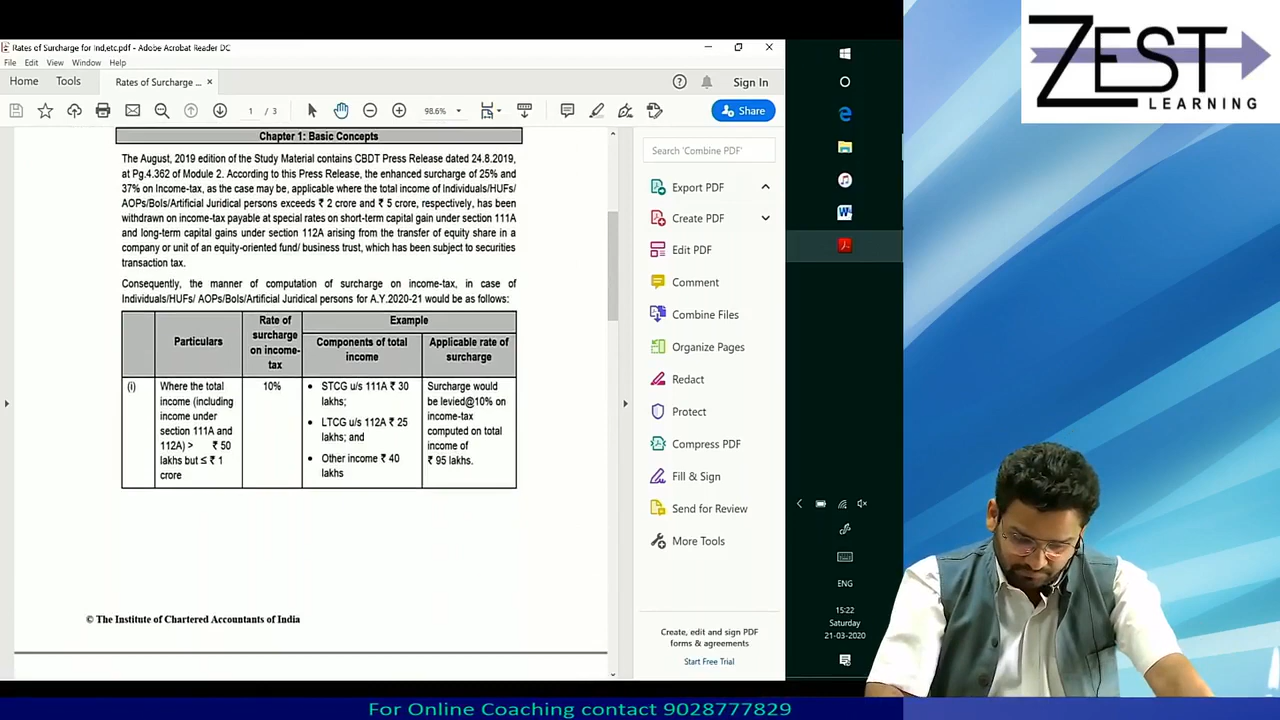 Rates of Surcharge for Ind,etc.pdf - Adobe Acrobat Reader DC
File Edit View Window Help
Home Tools Rates of Surcharge ... × Sign In
1 / 3 98.6% Share
Chapter 1: Basic Concepts
The August, 2019 edition of the Study Material contains CBDT Press Release dated 24.8.2019,
at Pg.4.362 of Module 2. According to this Press Release, the enhanced surcharge of 25% and
37% on Income-tax, as the case may be, applicable where the total income of Individuals/HUFs/
AOPs/BoIs/Artificial Juridical persons exceeds ₹ 2 crore and ₹ 5 crore, respectively, has been
withdrawn on income-tax payable at special rates on short-term capital gain under section 111A
and long-term capital gains under section 112A arising from the transfer of equity share in a
company or unit of an equity-oriented fund/ business trust, which has been subject to securities
transaction tax.
Consequently, the manner of computation of surcharge on income-tax, in case of
Individuals/HUFs/ AOPs/BoIs/Artificial Juridical persons for A.Y.2020-21 would be as follows:
Particulars
Rate of
surcharge
on income-
tax
Example
Components of total
income
Applicable rate of
surcharge
(i)
Where the total
income (including
income under
section 111A and
112A) > ₹ 50
lakhs but ≤ ₹ 1
crore
10%
• STCG u/s 111A ₹ 30
lakhs;
• LTCG u/s 112A ₹ 25
lakhs; and
• Other income ₹ 40
lakhs
Surcharge would
be levied@10% on
income-tax
computed on total
income of
₹ 95 lakhs.
© The Institute of Chartered Accountants of India
Search 'Combine PDF'
Export PDF
Create PDF
Edit PDF
Comment
Combine Files
Organize Pages
Redact
Protect
Compress PDF
Fill & Sign
Send for Review
More Tools
Create, edit and sign PDF
forms & agreements
Start Free Trial
ENG
15:22
Saturday
21-03-2020
ZEST
LEARNING
For Online Coaching contact 9028777829